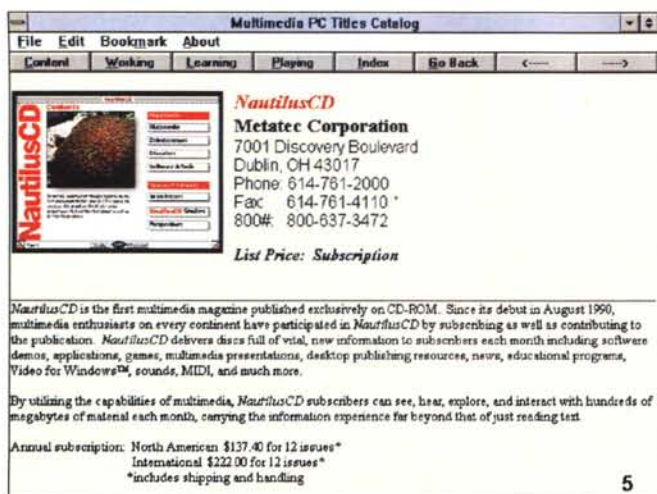 Multimedia PC Titles Catalog
File Edit Bookmark About
Content Working Learning Playing Index Go Back <---- ---->
NautilusCD
NautilusCD
Metatec Corporation
7001 Discovery Boulevard
Dublin, OH 43017
Phone: 614-761-2000
Fax: 614-761-4110 *
800#: 800-637-3472
List Price: Subscription
NautilusCD is the first multimedia magazine published exclusively on CD-ROM. Since its debut in August 1990,
multimedia enthusiasts on every continent have participated in NautilusCD by subscribing as well as contributing to
the publication. NautilusCD delivers discs full of vital, new information to subscribers each month including software
demos, applications, games, multimedia presentations, desktop publishing resources, news, educational programs,
Video for Windows™, sounds, MIDI, and much more.
By utilizing the capabilities of multimedia, NautilusCD subscribers can see, hear, explore, and interact with hundreds of
megabytes of material each month, carrying the information experience far beyond that of just reading text
Annual subscription: North American $137.40 for 12 issues*
International $222.00 for 12 issues*
*includes shipping and handling
5